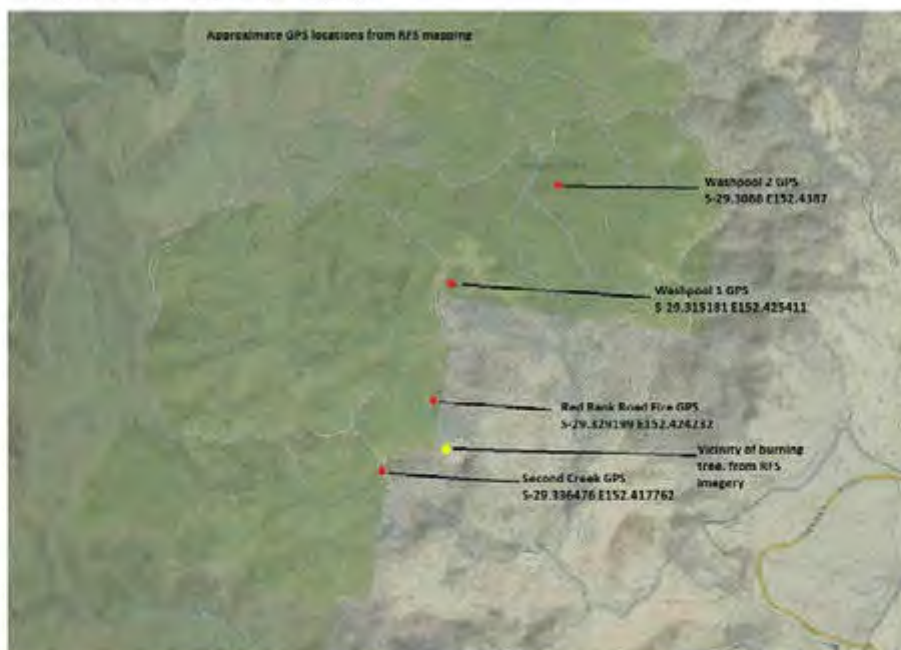 Approximate GPS locations from RFS mapping
Washpool 2 GPS
S-29.3068 E152.4387
Washpool 1 GPS
S 29.315181 E152.425411
Red Bank Road Fire GPS
S-29.329199 E152.424232
Vicinity of burning
tree, from RFS
imagery
Second Creek GPS
S-29.336476 E152.417762